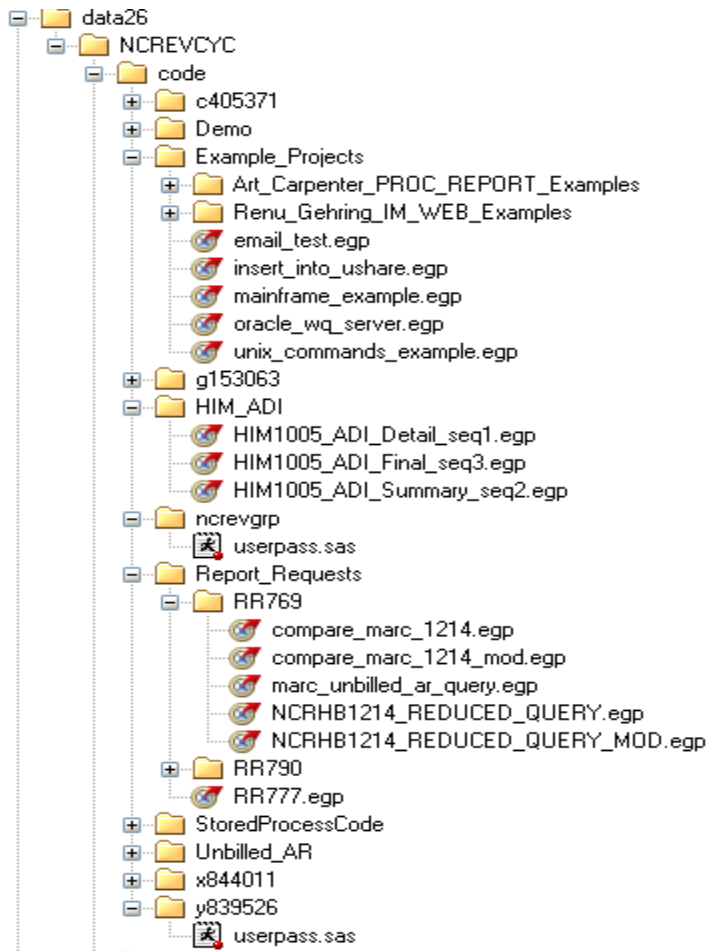 data26
NCREVCYC
code
c405371
Demo
Example_Projects
Art_Carpenter_PROC_REPORT_Examples
Renu_Gehring_IM_WEB_Examples
email_test.egp
insert_into_ushare.egp
mainframe_example.egp
oracle_wq_server.egp
unix_commands_example.egp
g153063
HIM_ADI
HIM1005_ADI_Detail_seq1.egp
HIM1005_ADI_Final_seq3.egp
HIM1005_ADI_Summary_seq2.egp
ncrevgrp
userpass.sas
Report_Requests
RR769
compare_marc_1214.egp
compare_marc_1214_mod.egp
marc_unbilled_ar_query.egp
NCRHB1214_REDUCED_QUERY.egp
NCRHB1214_REDUCED_QUERY_MOD.egp
RR790
RR777.egp
StoredProcessCode
Unbilled_AR
x844011
y839526
userpass.sas